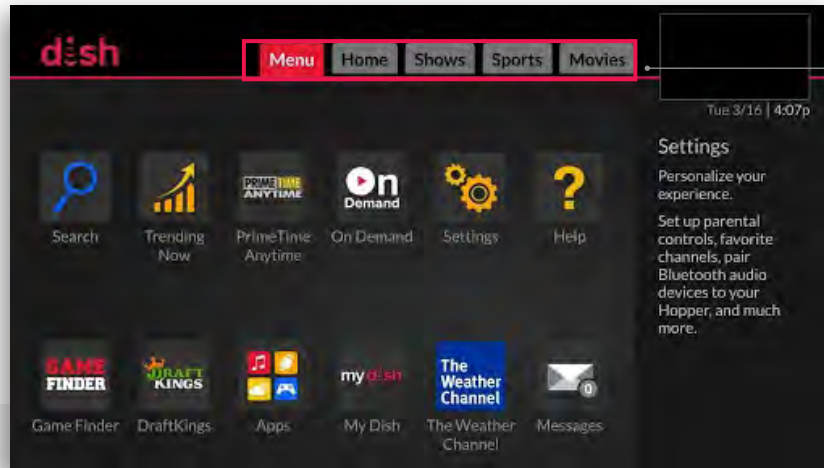 dish
Menu Home Shows Sports Movies
Tue 3/16 | 4:07p
Settings
Personalize your
experience.
Set up parental
controls, favorite
channels, pair
Bluetooth audio
devices to your
Hopper, and much
more.
PRIMETIME
ANYTIME
On
Demand
?
Search
Trending
Now
PrimeTime
Anytime
On Demand
Settings
Help
GAME
FINDER
DRAFT
KINGS
my dish
The
Weather
Channel
0
Game Finder
DraftKings
Apps
My Dish
The Weather
Channel
Messages